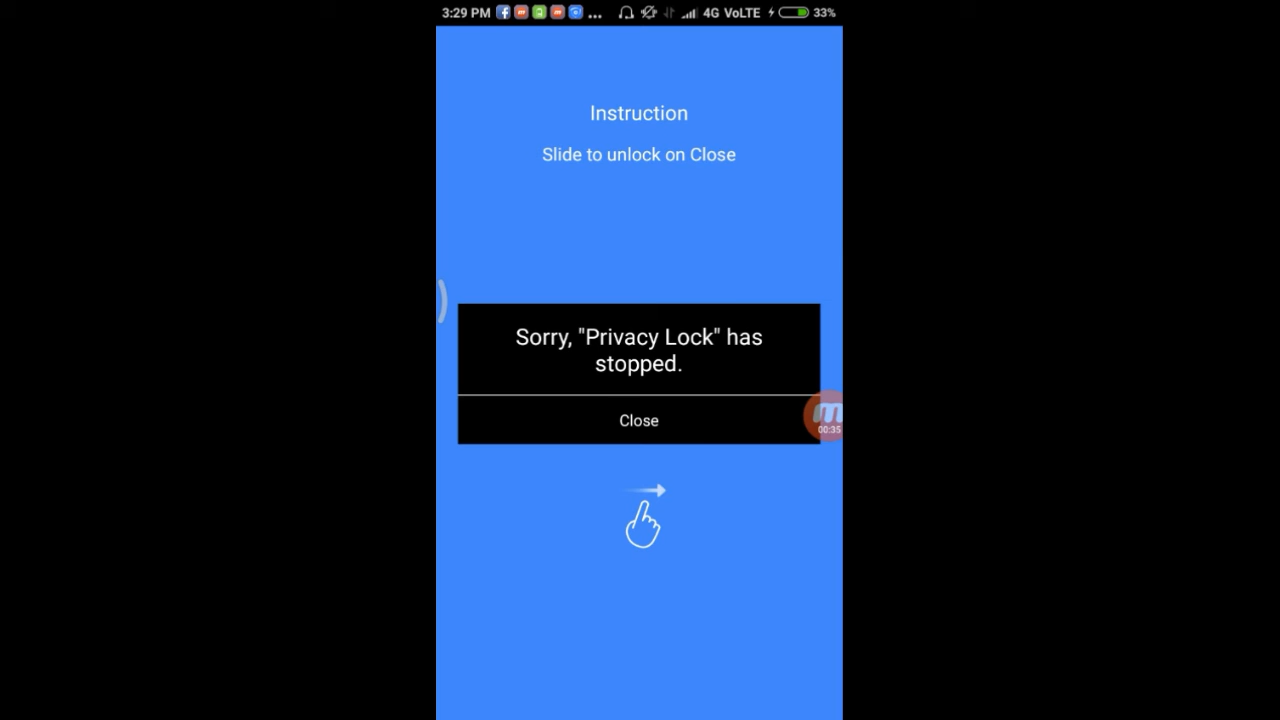 3:29 PM ... 4G VoLTE 33%
Instruction
Slide to unlock on Close
Sorry, "Privacy Lock" has
stopped.
Close
00:35